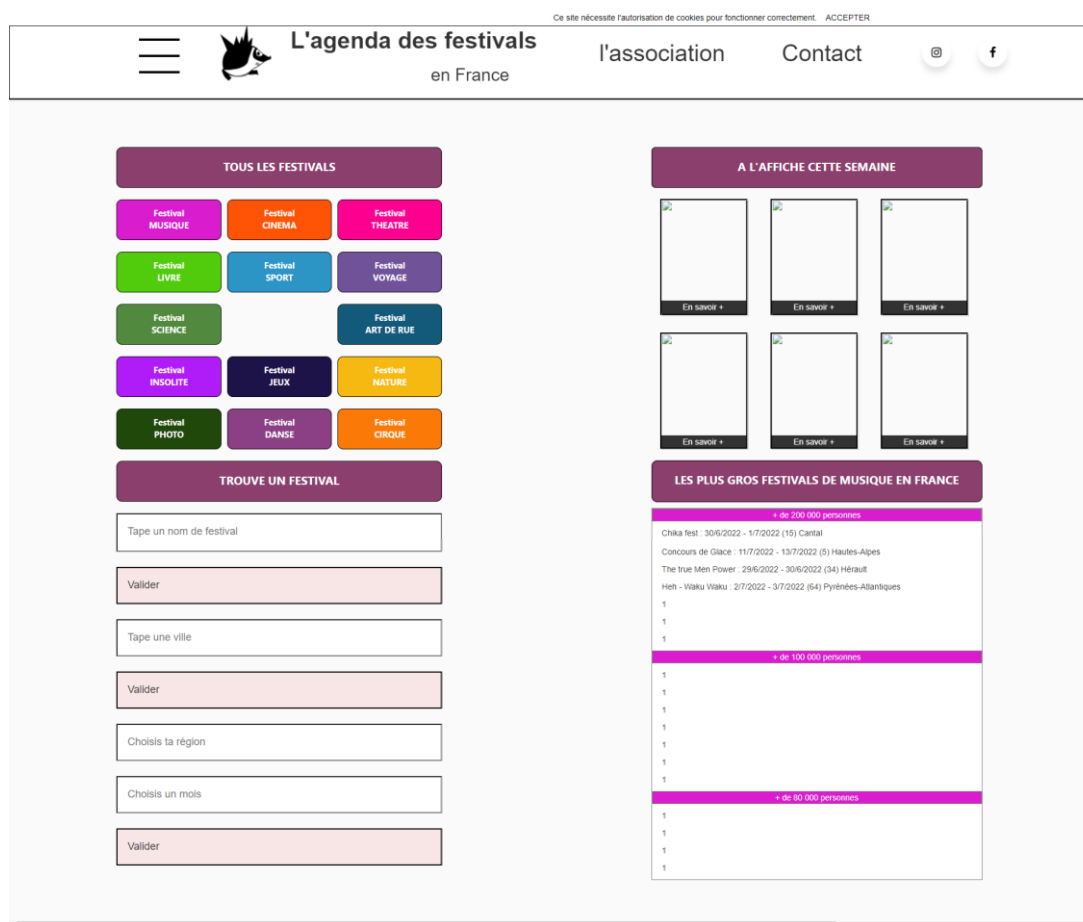 Ce site nécessite l'autorisation de cookies pour fonctionner correctement. ACCEPTER
L'agenda des festivals
en France
l'association
Contact
TOUS LES FESTIVALS
Festival
MUSIQUE
Festival
CINEMA
Festival
THEATRE
Festival
LIVRE
Festival
SPORT
Festival
VOYAGE
Festival
SCIENCE
Festival
ART DE RUE
Festival
INSOLITE
Festival
JEUX
Festival
NATURE
Festival
PHOTO
Festival
DANSE
Festival
CIRQUE
TROUVE UN FESTIVAL
Tape un nom de festival
Valider
Tape une ville
Valider
Choisis ta région
Choisis un mois
Valider
A L'AFFICHE CETTE SEMAINE
En savoir +
En savoir +
En savoir +
En savoir +
En savoir +
En savoir +
LES PLUS GROS FESTIVALS DE MUSIQUE EN FRANCE
+ de 200 000 personnes
Chika fest : 30/6/2022 - 1/7/2022 (15) Cantal
Concours de Glace : 11/7/2022 - 13/7/2022 (5) Hautes-Alpes
The true Men Power : 29/6/2022 - 30/6/2022 (34) Hérault
Heh - Waku Waku : 2/7/2022 - 3/7/2022 (64) Pyrénées-Atlantiques
1
1
1
+ de 100 000 personnes
1
1
1
1
1
1
1
+ de 80 000 personnes
1
1
1
1